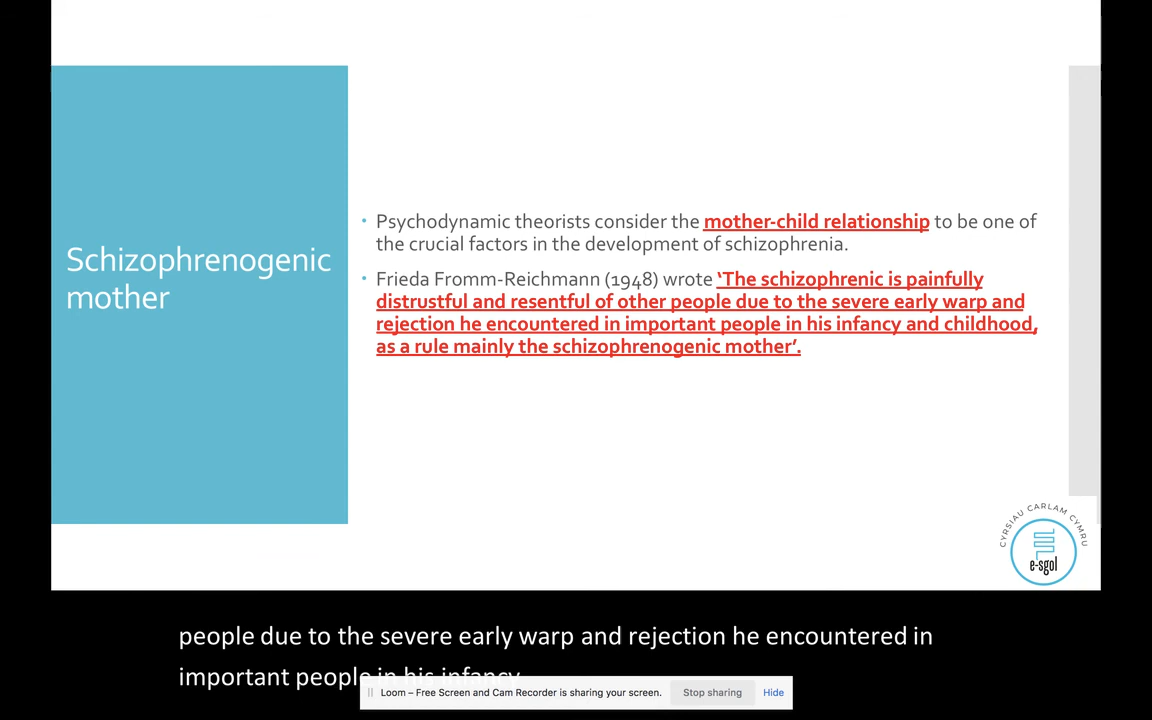 Schizophrenogenic
mother
• Psychodynamic theorists consider the mother-child relationship to be one of
the crucial factors in the development of schizophrenia.
• Frieda Fromm-Reichmann (1948) wrote ‘The schizophrenic is painfully
distrustful and resentful of other people due to the severe early warp and
rejection he encountered in important people in his infancy and childhood,
as a rule mainly the schizophrenogenic mother’.
CYRSIAU CARLAM CYMRU
e-sgol
people due to the severe early warp and rejection he encountered in
important people in his infancy
Loom – Free Screen and Cam Recorder is sharing your screen.
Stop sharing
Hide